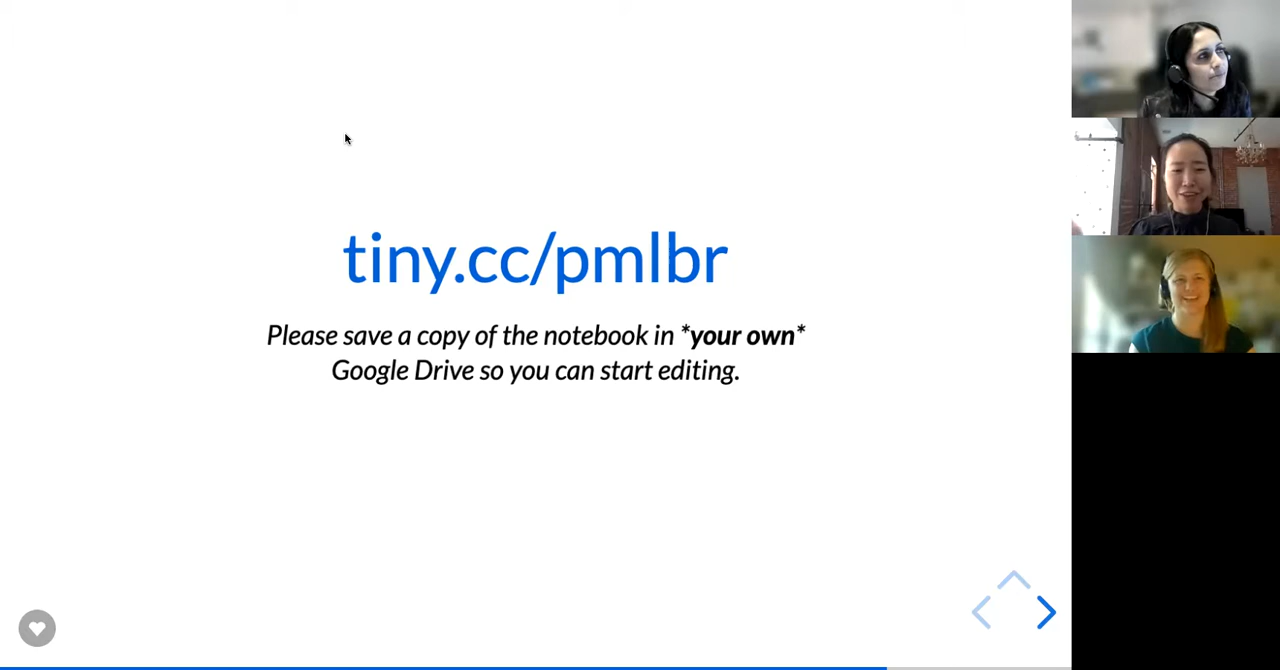 tiny.cc/pmlbr
Please save a copy of the notebook in *your own*
Google Drive so you can start editing.